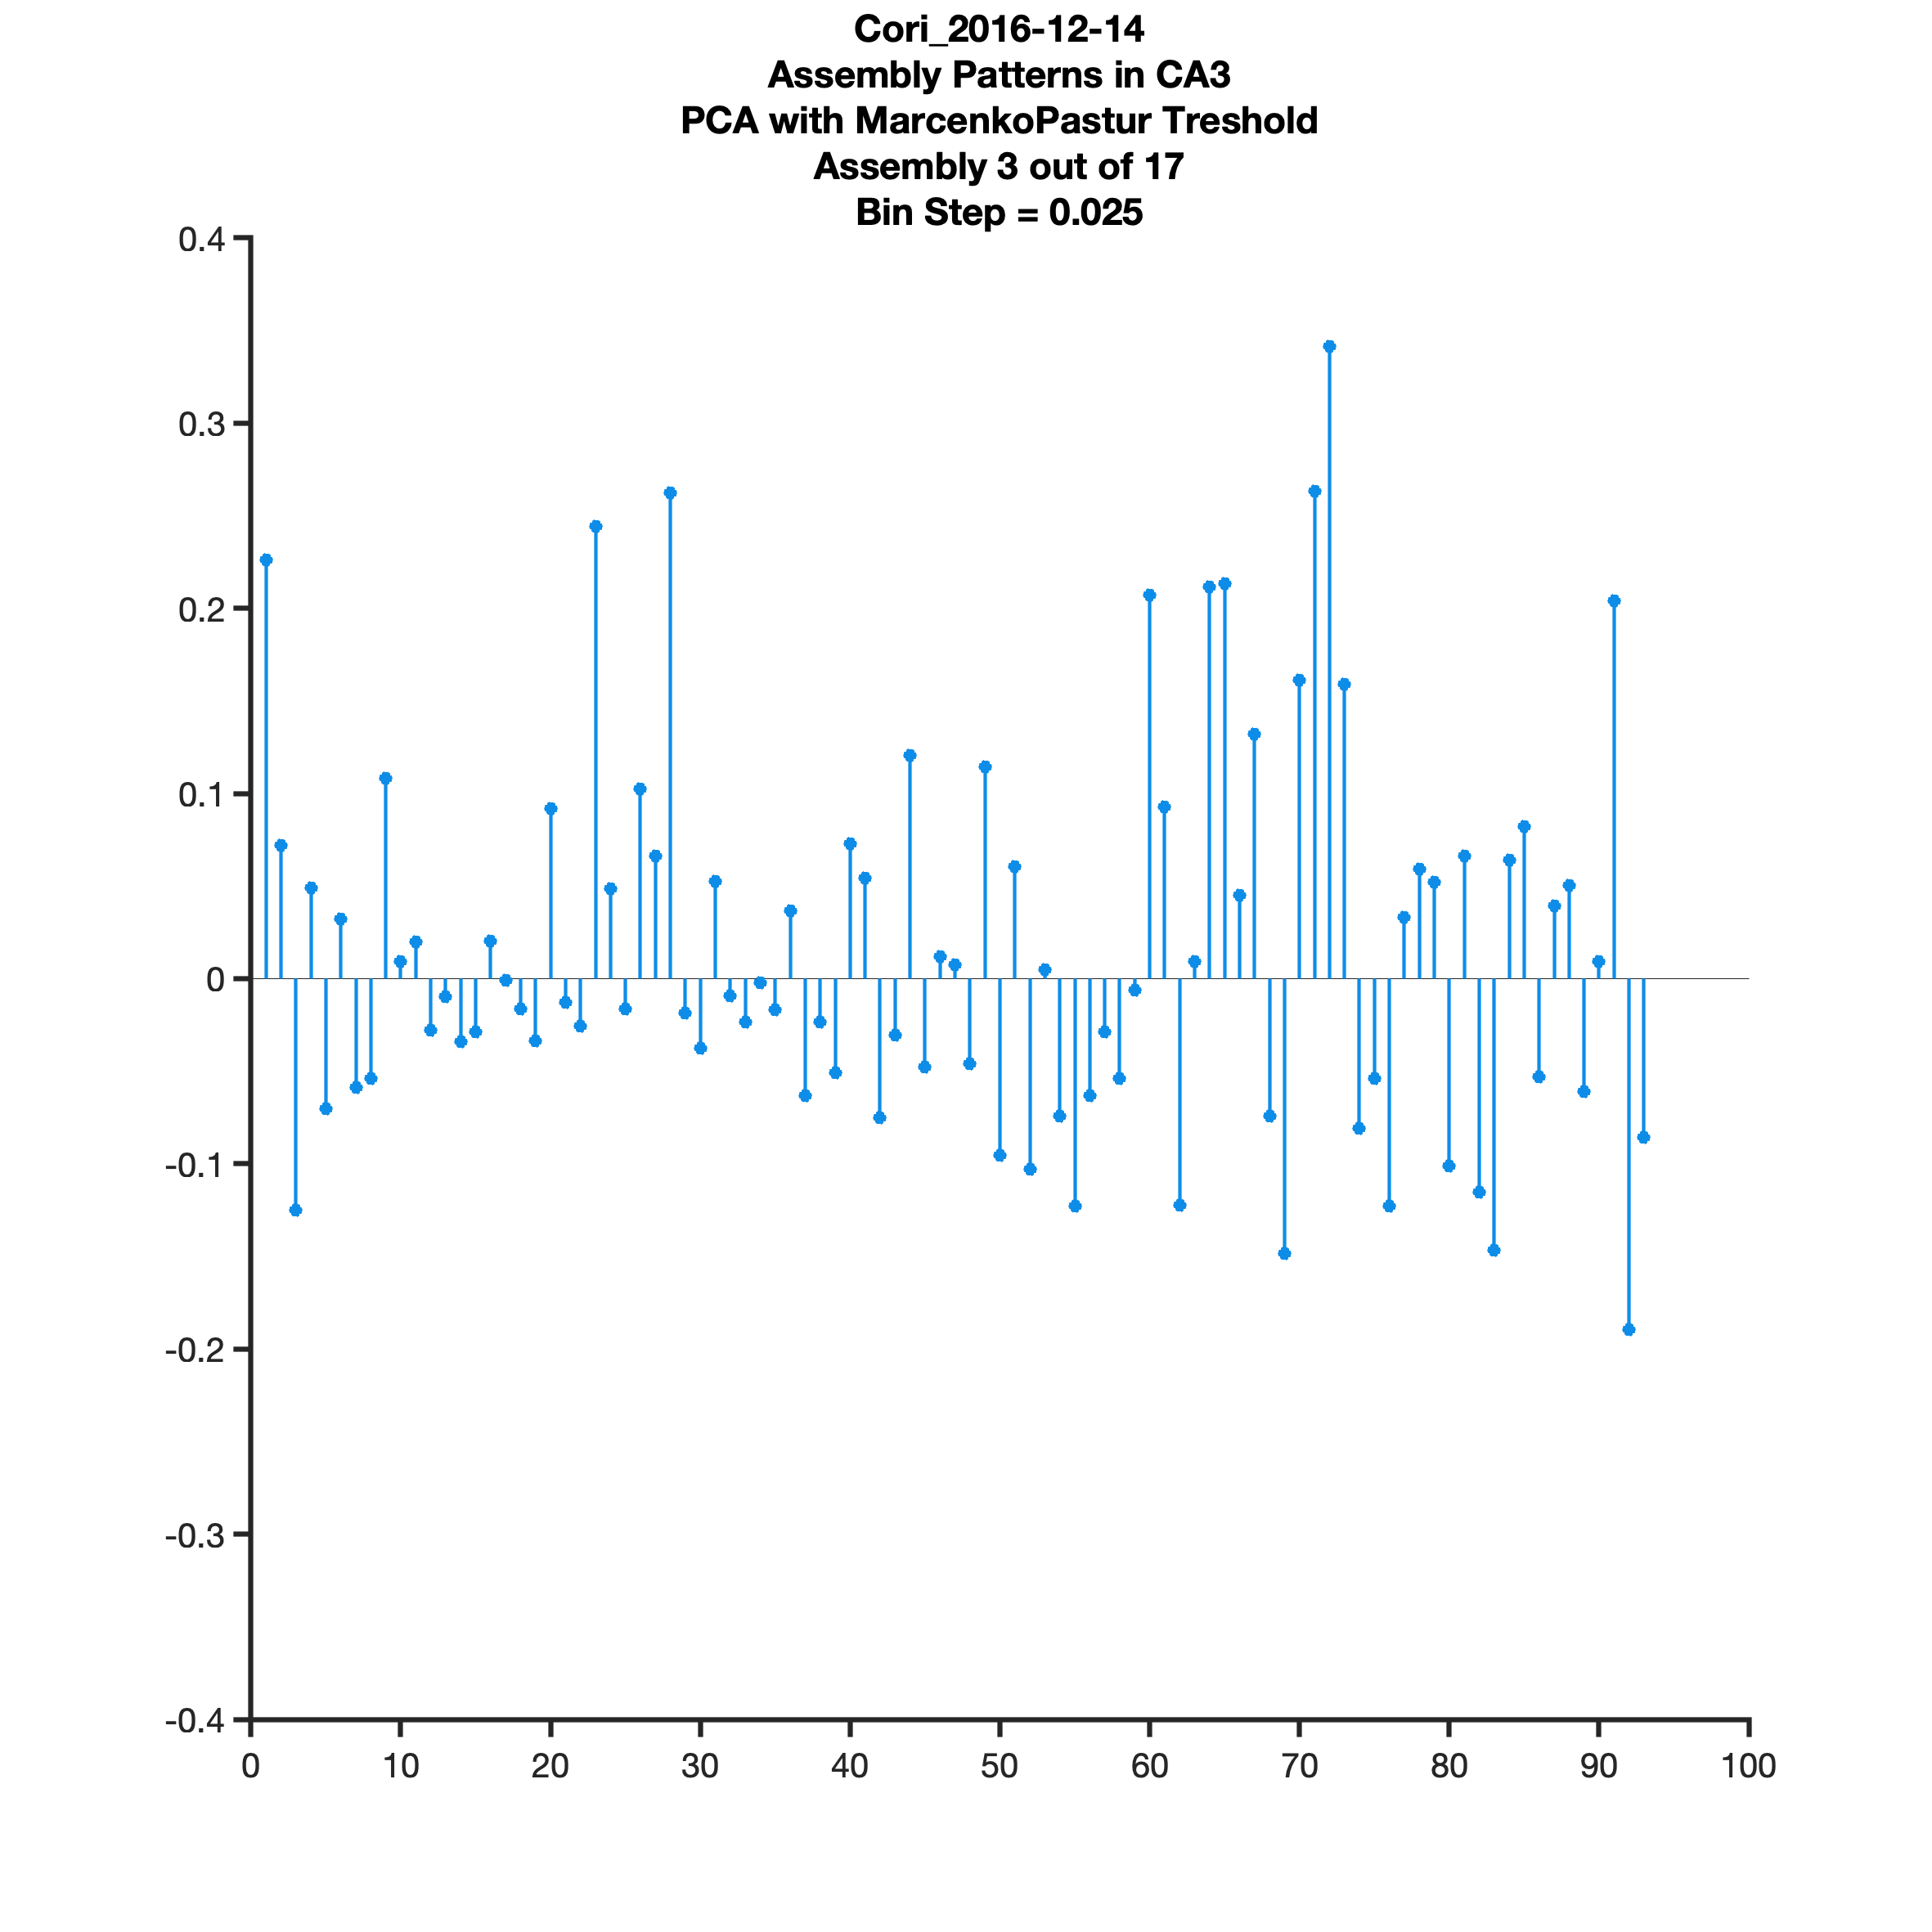 Cori_2016-12-14
Assembly Patterns in CA3
PCA with MarcenkoPastur Treshold
Assembly 3 out of 17
Bin Step = 0.025
0.4
0.3
0.2
0.1
0
-0.1
-0.2
-0.3
-0.4
0 10 20 30 40 50 60 70 80 90 100